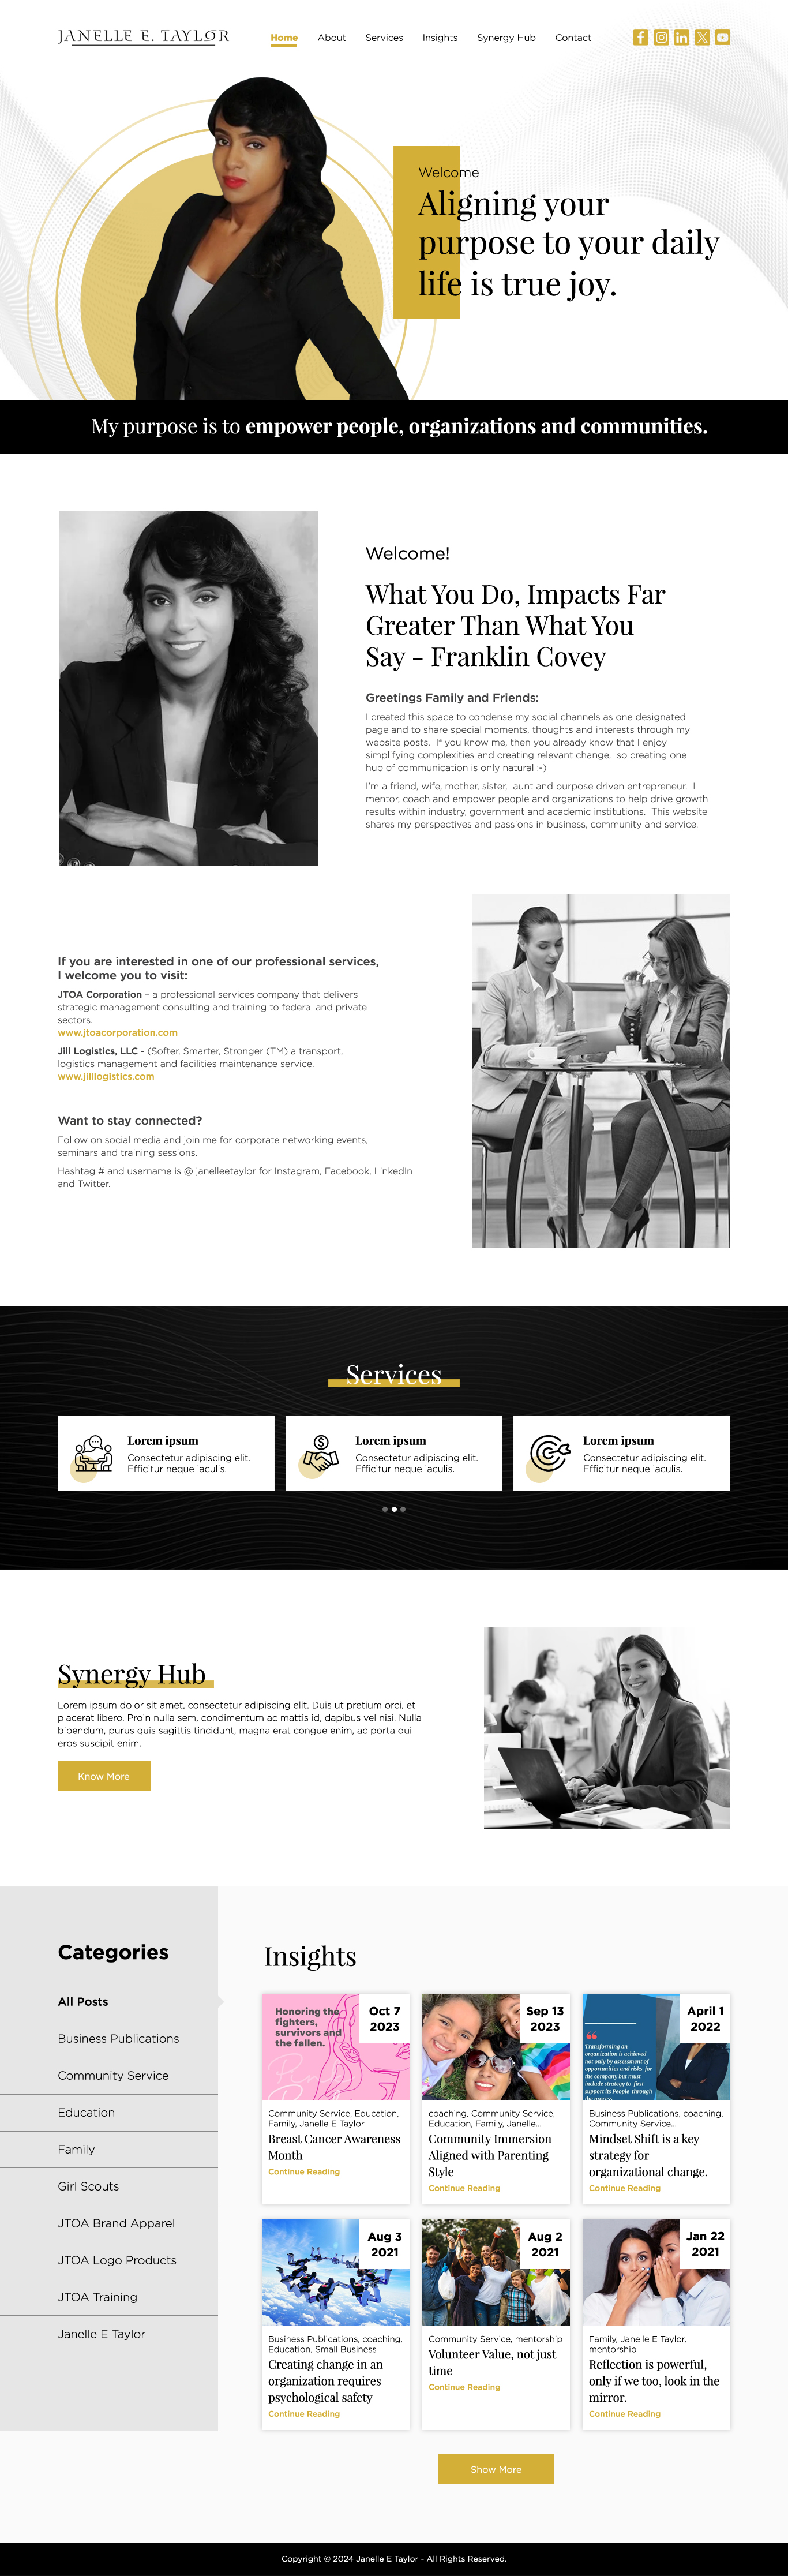 JANELLE E. TAYLOR
Home
About
Services
Insights
Synergy Hub
Contact
Welcome
Aligning your
purpose to your daily
life is true joy.
My purpose is to empower people, organizations and communities.
Welcome!
What You Do, Impacts Far
Greater Than What You
Say - Franklin Covey
Greetings Family and Friends:
I created this space to condense my social channels as one designated
page and to share special moments, thoughts and interests through my
website posts.  If you know me, then you already know that I enjoy
simplifying complexities and creating relevant change,  so creating one
hub of communication is only natural :-)
I'm a friend, wife, mother, sister,  aunt and purpose driven entrepreneur.  I
mentor, coach and empower people and organizations to help drive growth
results within industry, government and academic institutions.  This website
shares my perspectives and passions in business, community and service.
If you are interested in one of our professional services,
I welcome you to visit:
JTOA Corporation – a professional services company that delivers
strategic management consulting and training to federal and private
sectors.
www.jtoacorporation.com
Jill Logistics, LLC - (Softer, Smarter, Stronger (TM) a transport,
logistics management and facilities maintenance service.
www.jilllogistics.com
Want to stay connected?
Follow on social media and join me for corporate networking events,
seminars and training sessions.
Hashtag # and username is @ janelleetaylor for Instagram, Facebook, LinkedIn
and Twitter.
Services
Lorem ipsum
Consectetur adipiscing elit.
Efficitur neque iaculis.
Lorem ipsum
Consectetur adipiscing elit.
Efficitur neque iaculis.
Lorem ipsum
Consectetur adipiscing elit.
Efficitur neque iaculis.
Synergy Hub
Lorem ipsum dolor sit amet, consectetur adipiscing elit. Duis ut pretium orci, et
placerat libero. Proin nulla sem, condimentum ac mattis id, dapibus vel nisi. Nulla
bibendum, purus quis sagittis tincidunt, magna erat congue enim, ac porta dui
eros suscipit enim.
Know More
Categories
All Posts
Business Publications
Community Service
Education
Family
Girl Scouts
JTOA Brand Apparel
JTOA Logo Products
JTOA Training
Janelle E Taylor
Insights
Honoring the
fighters,
survivors and
the fallen.
Oct 7
2023
Community Service, Education,
Family, Janelle E Taylor
Breast Cancer Awareness
Month
Continue Reading
Sep 13
2023
coaching, Community Service,
Education, Family, Janelle...
Community Immersion
Aligned with Parenting
Style
Continue Reading
Transforming an
organization is achieved
not only by assessment of
opportunities and risks for
the company but must
include strategy to first
support its People through
the process
April 1
2022
Business Publications, coaching,
Community Service...
Mindset Shift is a key
strategy for
organizational change.
Continue Reading
Aug 3
2021
Business Publications, coaching,
Education, Small Business
Creating change in an
organization requires
psychological safety
Continue Reading
Aug 2
2021
Community Service, mentorship
Volunteer Value, not just
time
Continue Reading
Jan 22
2021
Family, Janelle E Taylor,
mentorship
Reflection is powerful,
only if we too, look in the
mirror.
Continue Reading
Show More
Copyright © 2024 Janelle E Taylor - All Rights Reserved.